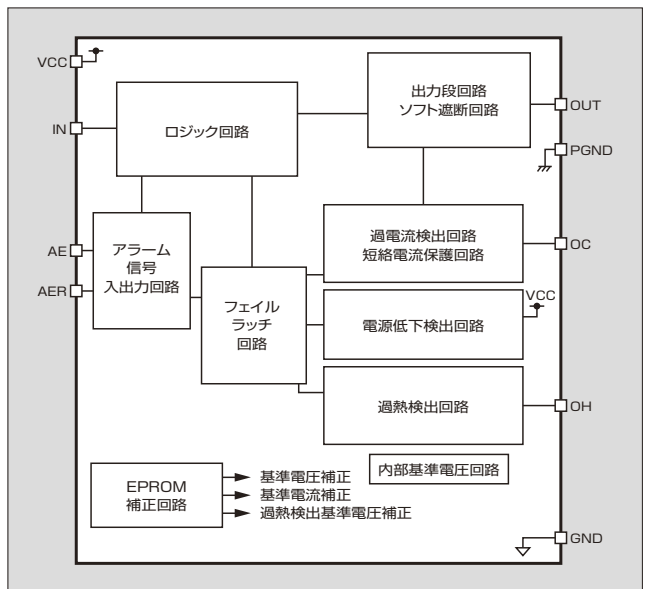 VCC
IN
ロジック回路
出力段回路
ソフト遮断回路
OUT
PGND
AE
AER
アラーム
信号
入出力回路
フェイル
ラッチ
回路
過電流検出回路
短絡電流保護回路
OC
VCC
電源低下検出回路
過熱検出回路
OH
内部基準電圧回路
EPROM
補正回路
基準電圧補正
基準電流補正
過熱検出基準電圧補正
GND